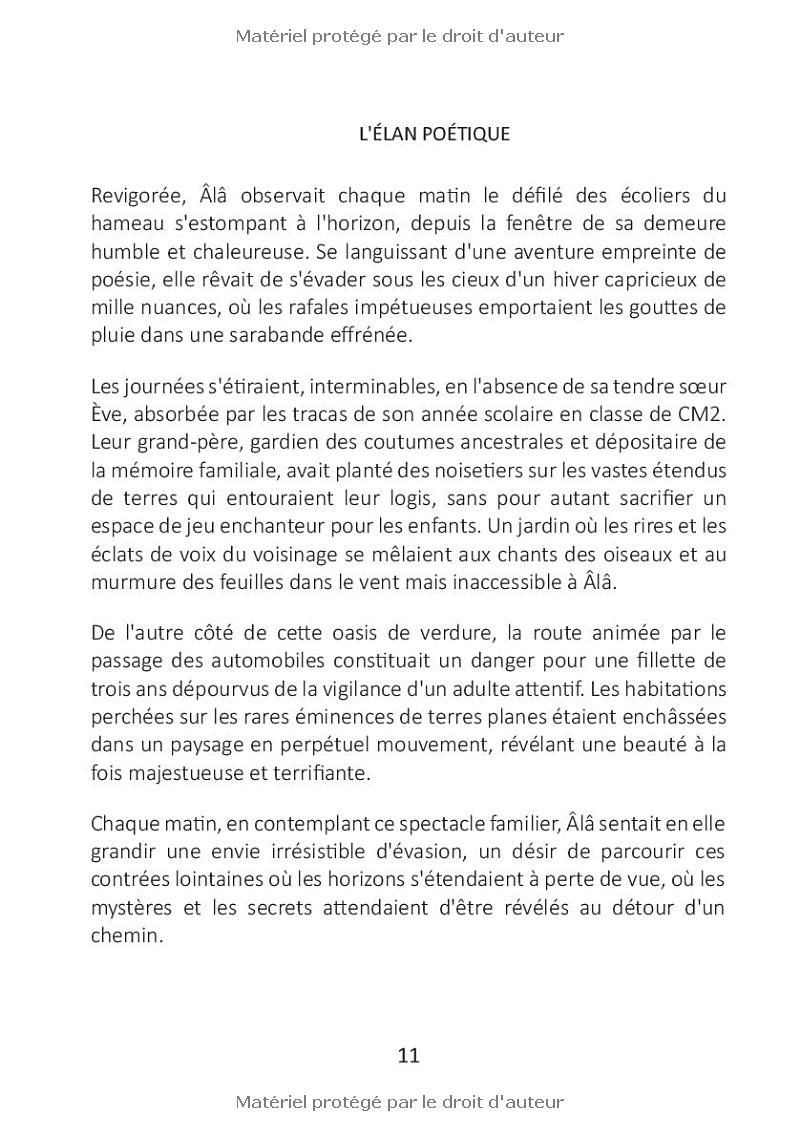 Matériel protégé par le droit d'auteur
L'ÉLAN POÉTIQUE
Revigorée, Âlâ observait chaque matin le défilé des écoliers du
hameau s'estompant à l'horizon, depuis la fenêtre de sa demeure
humble et chaleureuse. Se languissant d'une aventure empreinte de
poésie, elle rêvait de s'évader sous les cieux d'un hiver capricieux de
mille nuances, où les rafales impétueuses emportaient les gouttes de
pluie dans une sarabande effrénée.
Les journées s'étiraient, interminables, en l'absence de sa tendre sœur
Ève, absorbée par les tracas de son année scolaire en classe de CM2.
Leur grand-père, gardien des coutumes ancestrales et dépositaire de
la mémoire familiale, avait planté des noisetiers sur les vastes étendus
de terres qui entouraient leur logis, sans pour autant sacrifier un
espace de jeu enchanteur pour les enfants. Un jardin où les rires et les
éclats de voix du voisinage se mêlaient aux chants des oiseaux et au
murmure des feuilles dans le vent mais inaccessible à Âlâ.
De l'autre côté de cette oasis de verdure, la route animée par le
passage des automobiles constituait un danger pour une fillette de
trois ans dépourvus de la vigilance d'un adulte attentif. Les habitations
perchées sur les rares éminences de terres planes étaient enchâssées
dans un paysage en perpétuel mouvement, révélant une beauté à la
fois majestueuse et terrifiante.
Chaque matin, en contemplant ce spectacle familier, Âlâ sentait en elle
grandir une envie irrésistible d'évasion, un désir de parcourir ces
contrées lointaines où les horizons s'étendaient à perte de vue, où les
mystères et les secrets attendaient d'être révélés au détour d'un
chemin.
11
Matériel protégé par le droit d'auteur